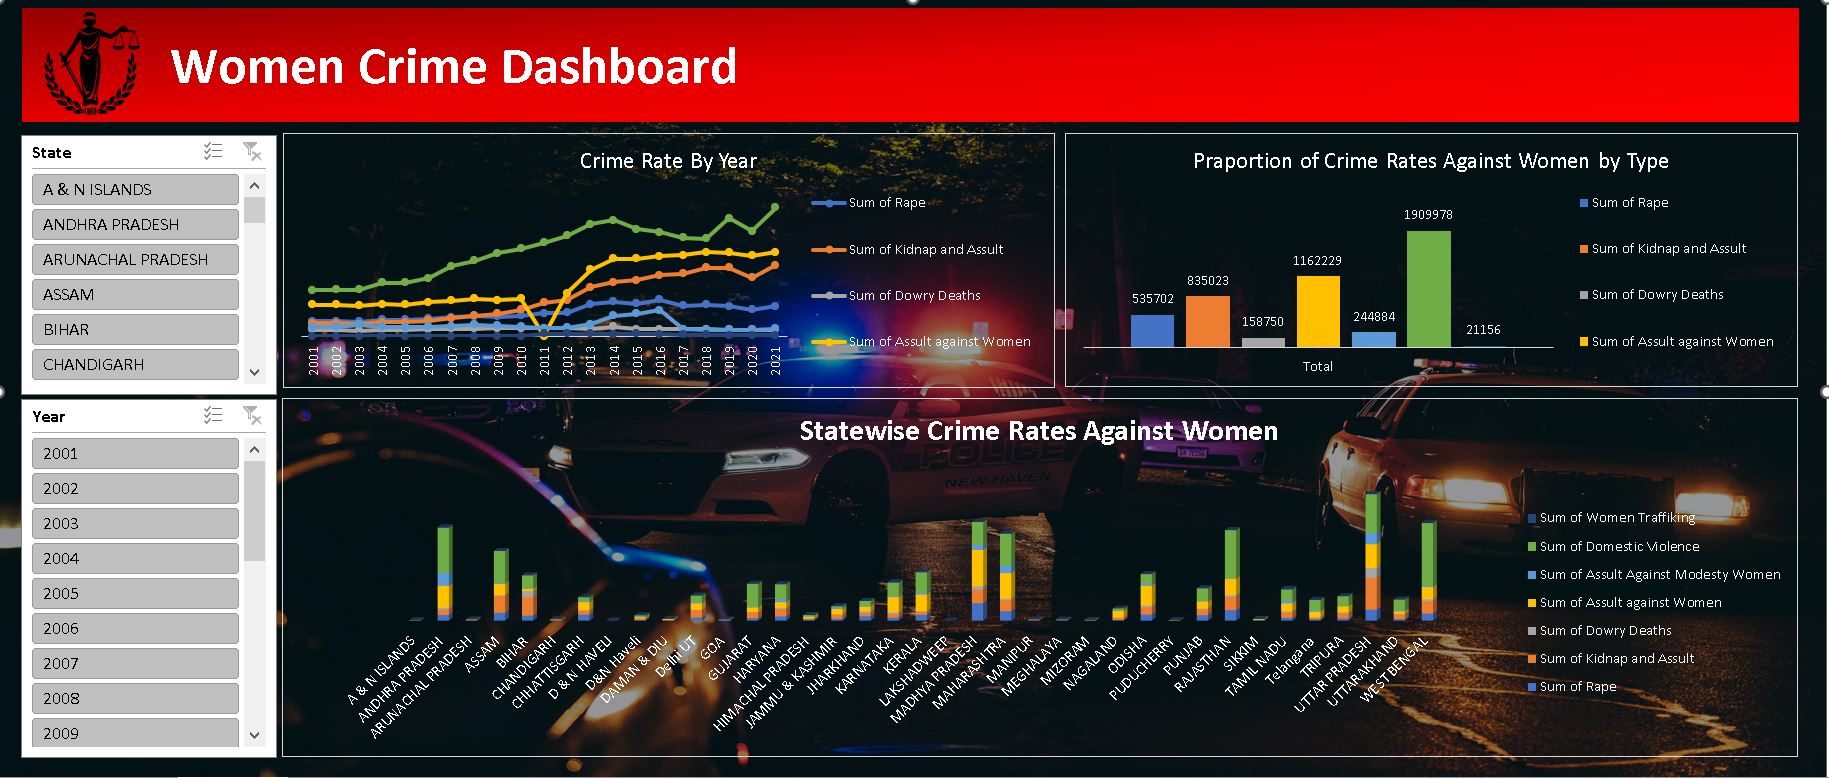 Women Crime Dashboard
State
A & N ISLANDS
ANDHRA PRADESH
ARUNACHAL PRADESH
ASSAM
BIHAR
CHANDIGARH
Crime Rate By Year
Sum of Rape
Sum of Kidnap and Assult
Sum of Dowry Deaths
Sum of Assult against Women
2001
2002
2003
2004
2005
2006
2007
2008
2009
2010
2011
2012
2013
2014
2015
2016
2017
2018
2019
2020
2021
Praportion of Crime Rates Against Women by Type
535702
835023
158750
1162229
244884
1909978
21156
Total
Sum of Rape
Sum of Kidnap and Assult
Sum of Dowry Deaths
Sum of Assult against Women
Year
2001
2002
2003
2004
2005
2006
2007
2008
2009
Statewise Crime Rates Against Women
POLICE
NEW HAVEN
A & N ISLANDS
ANDHRA PRADESH
ARUNACHAL PRADESH
ASSAM
BIHAR
CHANDIGARH
CHHATTISGARH
D & N HAVELI
D&N Haveli
DAMAN & DIU
Delhi UT
GOA
GUJARAT
HARYANA
HIMACHAL PRADESH
JAMMU & KASHMIR
JHARKHAND
KARNATAKA
KERALA
LAKSHADWEEP
MADHYA PRADESH
MAHARASHTRA
MANIPUR
MEGHALAYA
MIZORAM
NAGALAND
ODISHA
PUDUCHERRY
PUNJAB
RAJASTHAN
SIKKIM
TAMIL NADU
Telangana
TRIPURA
UTTAR PRADESH
UTTARAKHAND
WEST BENGAL
Sum of Women Traffiking
Sum of Domestic Violence
Sum of Assult Against Modesty Women
Sum of Assult against Women
Sum of Dowry Deaths
Sum of Kidnap and Assult
Sum of Rape